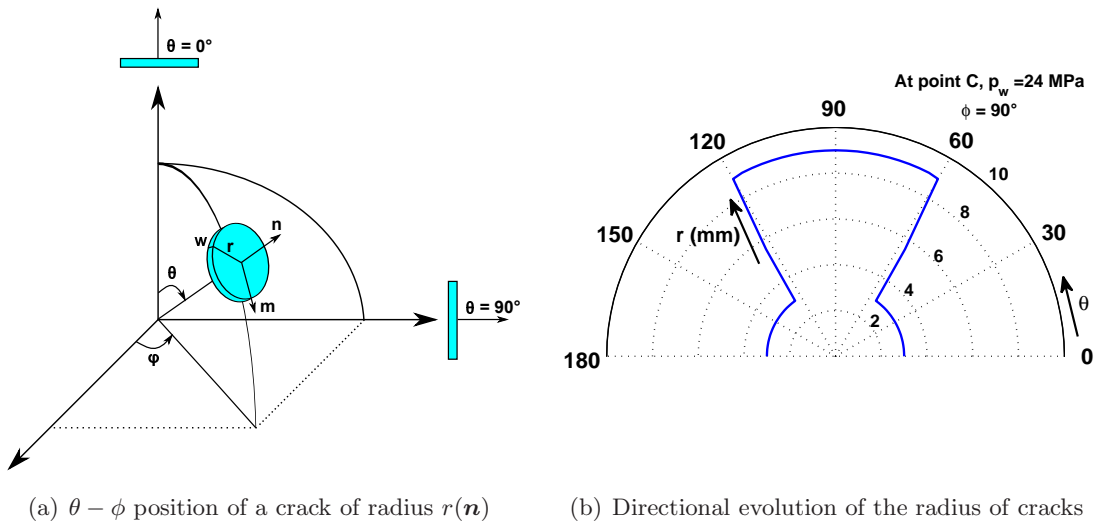 θ = 0°
n
w
r
θ
m
θ = 90°
φ
(a) θ − ϕ position of a crack of radius r(n)
At point C, p_w =24 MPa
ϕ = 90°
90
120
60
10
150
8
30
r (mm)
6
4
θ
2
180
0
(b) Directional evolution of the radius of cracks